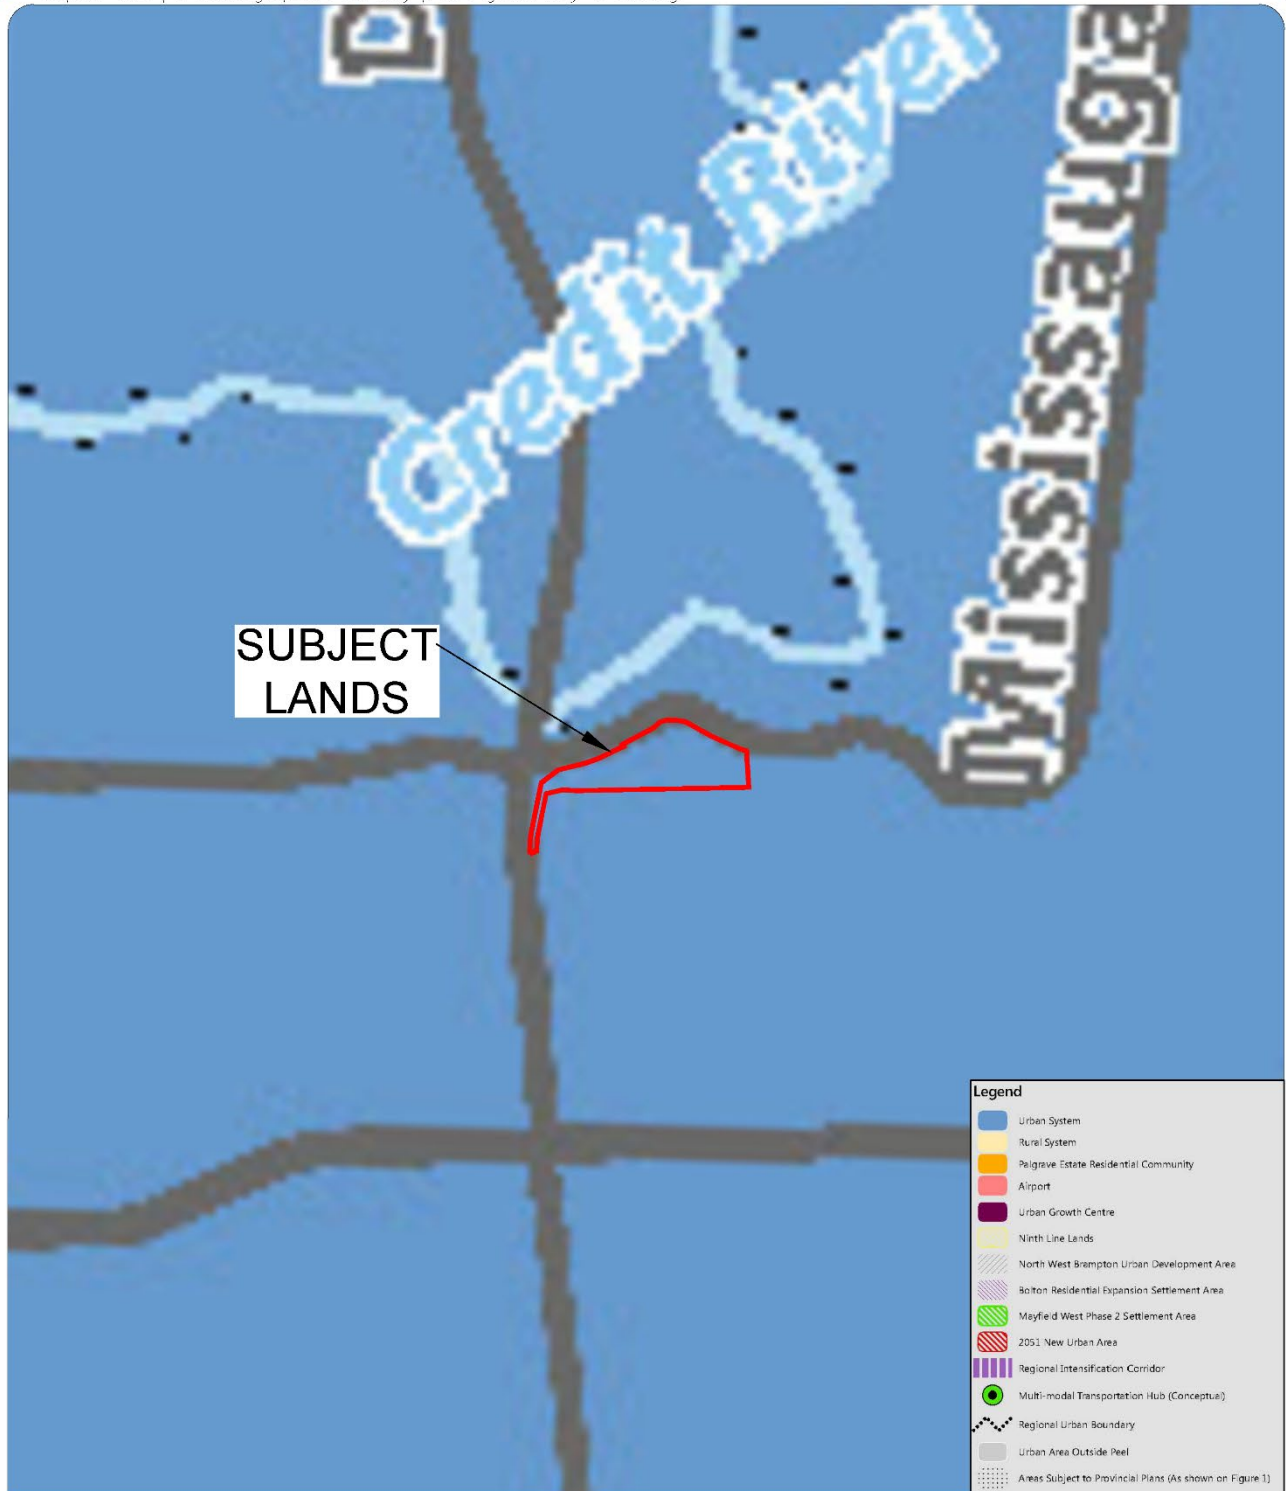 Credit River
Mississauga
SUBJECT
LANDS
Legend
Urban System
Rural System
Palgrave Estate Residential Community
Airport
Urban Growth Centre
Ninth Line Lands
North West Brampton Urban Development Area
Bolton Residential Expansion Settlement Area
Mayfield West Phase 2 Settlement Area
2051 New Urban Area
Regional Intensification Corridor
Multi-modal Transportation Hub (Conceptual)
Regional Urban Boundary
Urban Area Outside Peel
Areas Subject to Provincial Plans (As shown on Figure 1)